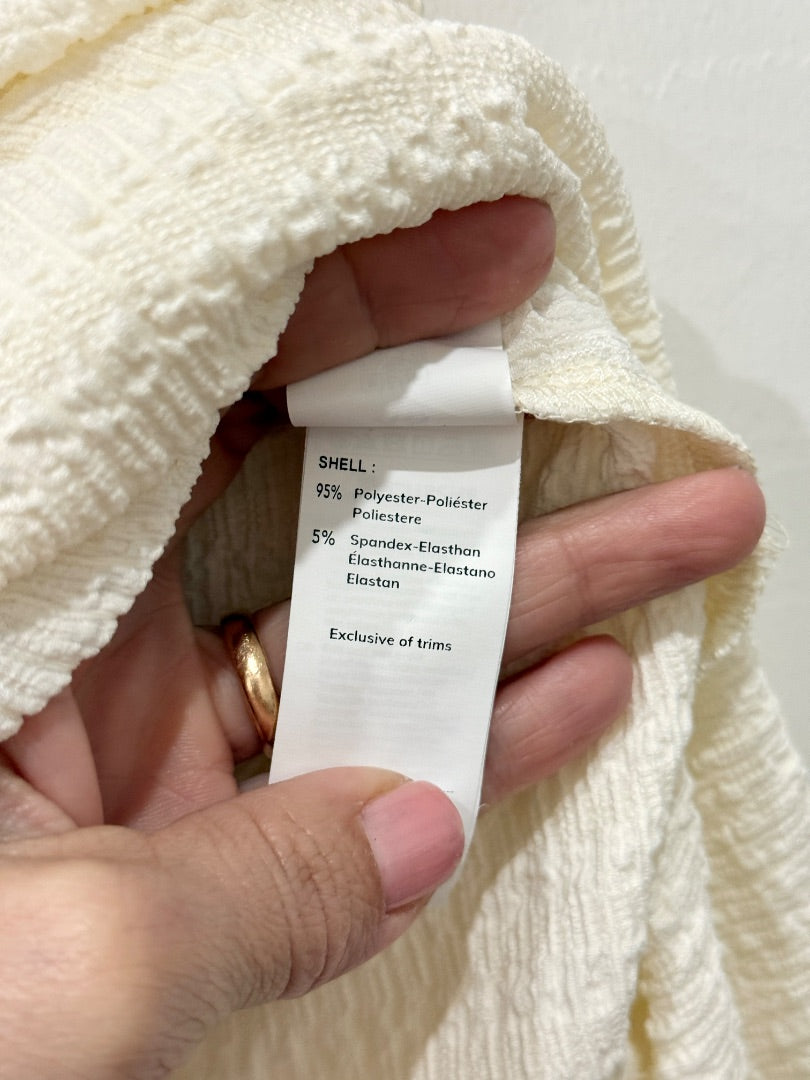 SHELL :
95% Polyester-Poliéster
Poliestere
5% Spandex-Elasthan
Élasthanne-Elastano
Elastan
Exclusive of trims